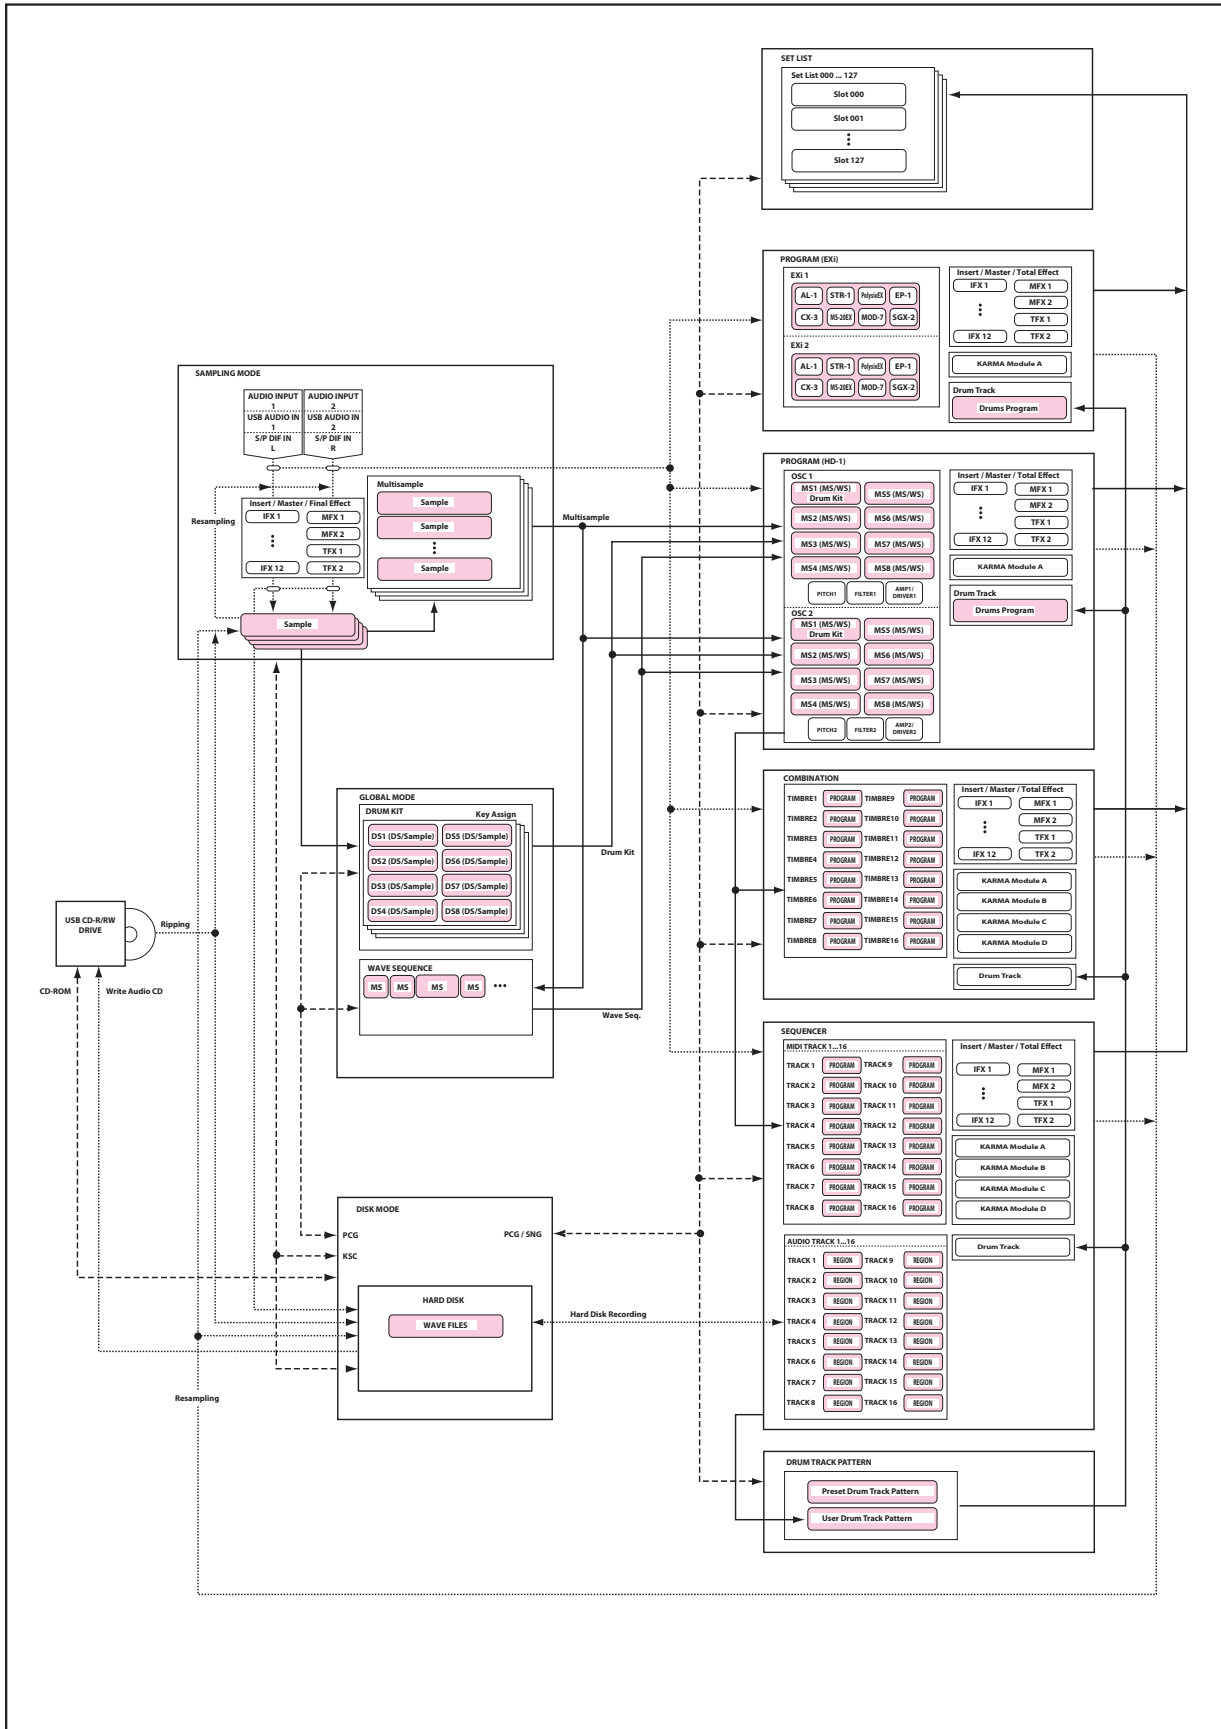 SET LIST
Set List 000 ... 127
Slot 000
Slot 001
Slot 127
PROGRAM (EXi)
EXi 1
AL-1 STR-1 PolysixEX EP-1
CX-3 MS-20EX MOD-7 SGX-2
EXi 2
AL-1 STR-1 PolysixEX EP-1
CX-3 MS-20EX MOD-7 SGX-2
Insert / Master / Total Effect
IFX 1 MFX 1
MFX 2
TFX 1
IFX 12 TFX 2
KARMA Module A
Drum Track
Drums Program
SAMPLING MODE
AUDIO INPUT 1
AUDIO INPUT 2
USB AUDIO IN 1
USB AUDIO IN 2
S/P DIF IN L
S/P DIF IN R
Resampling
Insert / Master / Final Effect
IFX 1 MFX 1
MFX 2
TFX 1
IFX 12 TFX 2
Sample
Multisample
Sample
Sample
Sample
Multisample
PROGRAM (HD-1)
OSC 1
MS1 (MS/WS) Drum Kit MS5 (MS/WS)
MS2 (MS/WS) MS6 (MS/WS)
MS3 (MS/WS) MS7 (MS/WS)
MS4 (MS/WS) MS8 (MS/WS)
PITCH1 FILTER1 AMP1/ DRIVER1
OSC 2
MS1 (MS/WS) Drum Kit MS5 (MS/WS)
MS2 (MS/WS) MS6 (MS/WS)
MS3 (MS/WS) MS7 (MS/WS)
MS4 (MS/WS) MS8 (MS/WS)
PITCH2 FILTER2 AMP2/ DRIVER2
Insert / Master / Total Effect
IFX 1 MFX 1
MFX 2
TFX 1
IFX 12 TFX 2
KARMA Module A
Drum Track
Drums Program
GLOBAL MODE
DRUM KIT
Key Assign
DS1 (DS/Sample) DS5 (DS/Sample)
DS2 (DS/Sample) DS6 (DS/Sample)
DS3 (DS/Sample) DS7 (DS/Sample)
DS4 (DS/Sample) DS8 (DS/Sample)
Drum Kit
WAVE SEQUENCE
MS MS MS MS
Wave Seq.
USB CD-R/RW
DRIVE
Ripping
CD-ROM
Write Audio CD
COMBINATION
TIMBRE1 PROGRAM TIMBRE9 PROGRAM
TIMBRE2 PROGRAM TIMBRE10 PROGRAM
TIMBRE3 PROGRAM TIMBRE11 PROGRAM
TIMBRE4 PROGRAM TIMBRE12 PROGRAM
TIMBRE5 PROGRAM TIMBRE13 PROGRAM
TIMBRE6 PROGRAM TIMBRE14 PROGRAM
TIMBRE7 PROGRAM TIMBRE15 PROGRAM
TIMBRE8 PROGRAM TIMBRE16 PROGRAM
Insert / Master / Total Effect
IFX 1 MFX 1
MFX 2
TFX 1
IFX 12 TFX 2
KARMA Module A
KARMA Module B
KARMA Module C
KARMA Module D
Drum Track
SEQUENCER
MIDI TRACK 1...16
TRACK 1 PROGRAM TRACK 9 PROGRAM
TRACK 2 PROGRAM TRACK 10 PROGRAM
TRACK 3 PROGRAM TRACK 11 PROGRAM
TRACK 4 PROGRAM TRACK 12 PROGRAM
TRACK 5 PROGRAM TRACK 13 PROGRAM
TRACK 6 PROGRAM TRACK 14 PROGRAM
TRACK 7 PROGRAM TRACK 15 PROGRAM
TRACK 8 PROGRAM TRACK 16 PROGRAM
Insert / Master / Total Effect
IFX 1 MFX 1
MFX 2
TFX 1
IFX 12 TFX 2
KARMA Module A
KARMA Module B
KARMA Module C
KARMA Module D
Drum Track
AUDIO TRACK 1...16
TRACK 1 REGION TRACK 9 REGION
TRACK 2 REGION TRACK 10 REGION
TRACK 3 REGION TRACK 11 REGION
TRACK 4 REGION TRACK 12 REGION
TRACK 5 REGION TRACK 13 REGION
TRACK 6 REGION TRACK 14 REGION
TRACK 7 REGION TRACK 15 REGION
TRACK 8 REGION TRACK 16 REGION
DISK MODE
PCG
PCG / SNG
KSC
HARD DISK
WAVE FILES
Hard Disk Recording
Resampling
DRUM TRACK PATTERN
Preset Drum Track Pattern
User Drum Track Pattern